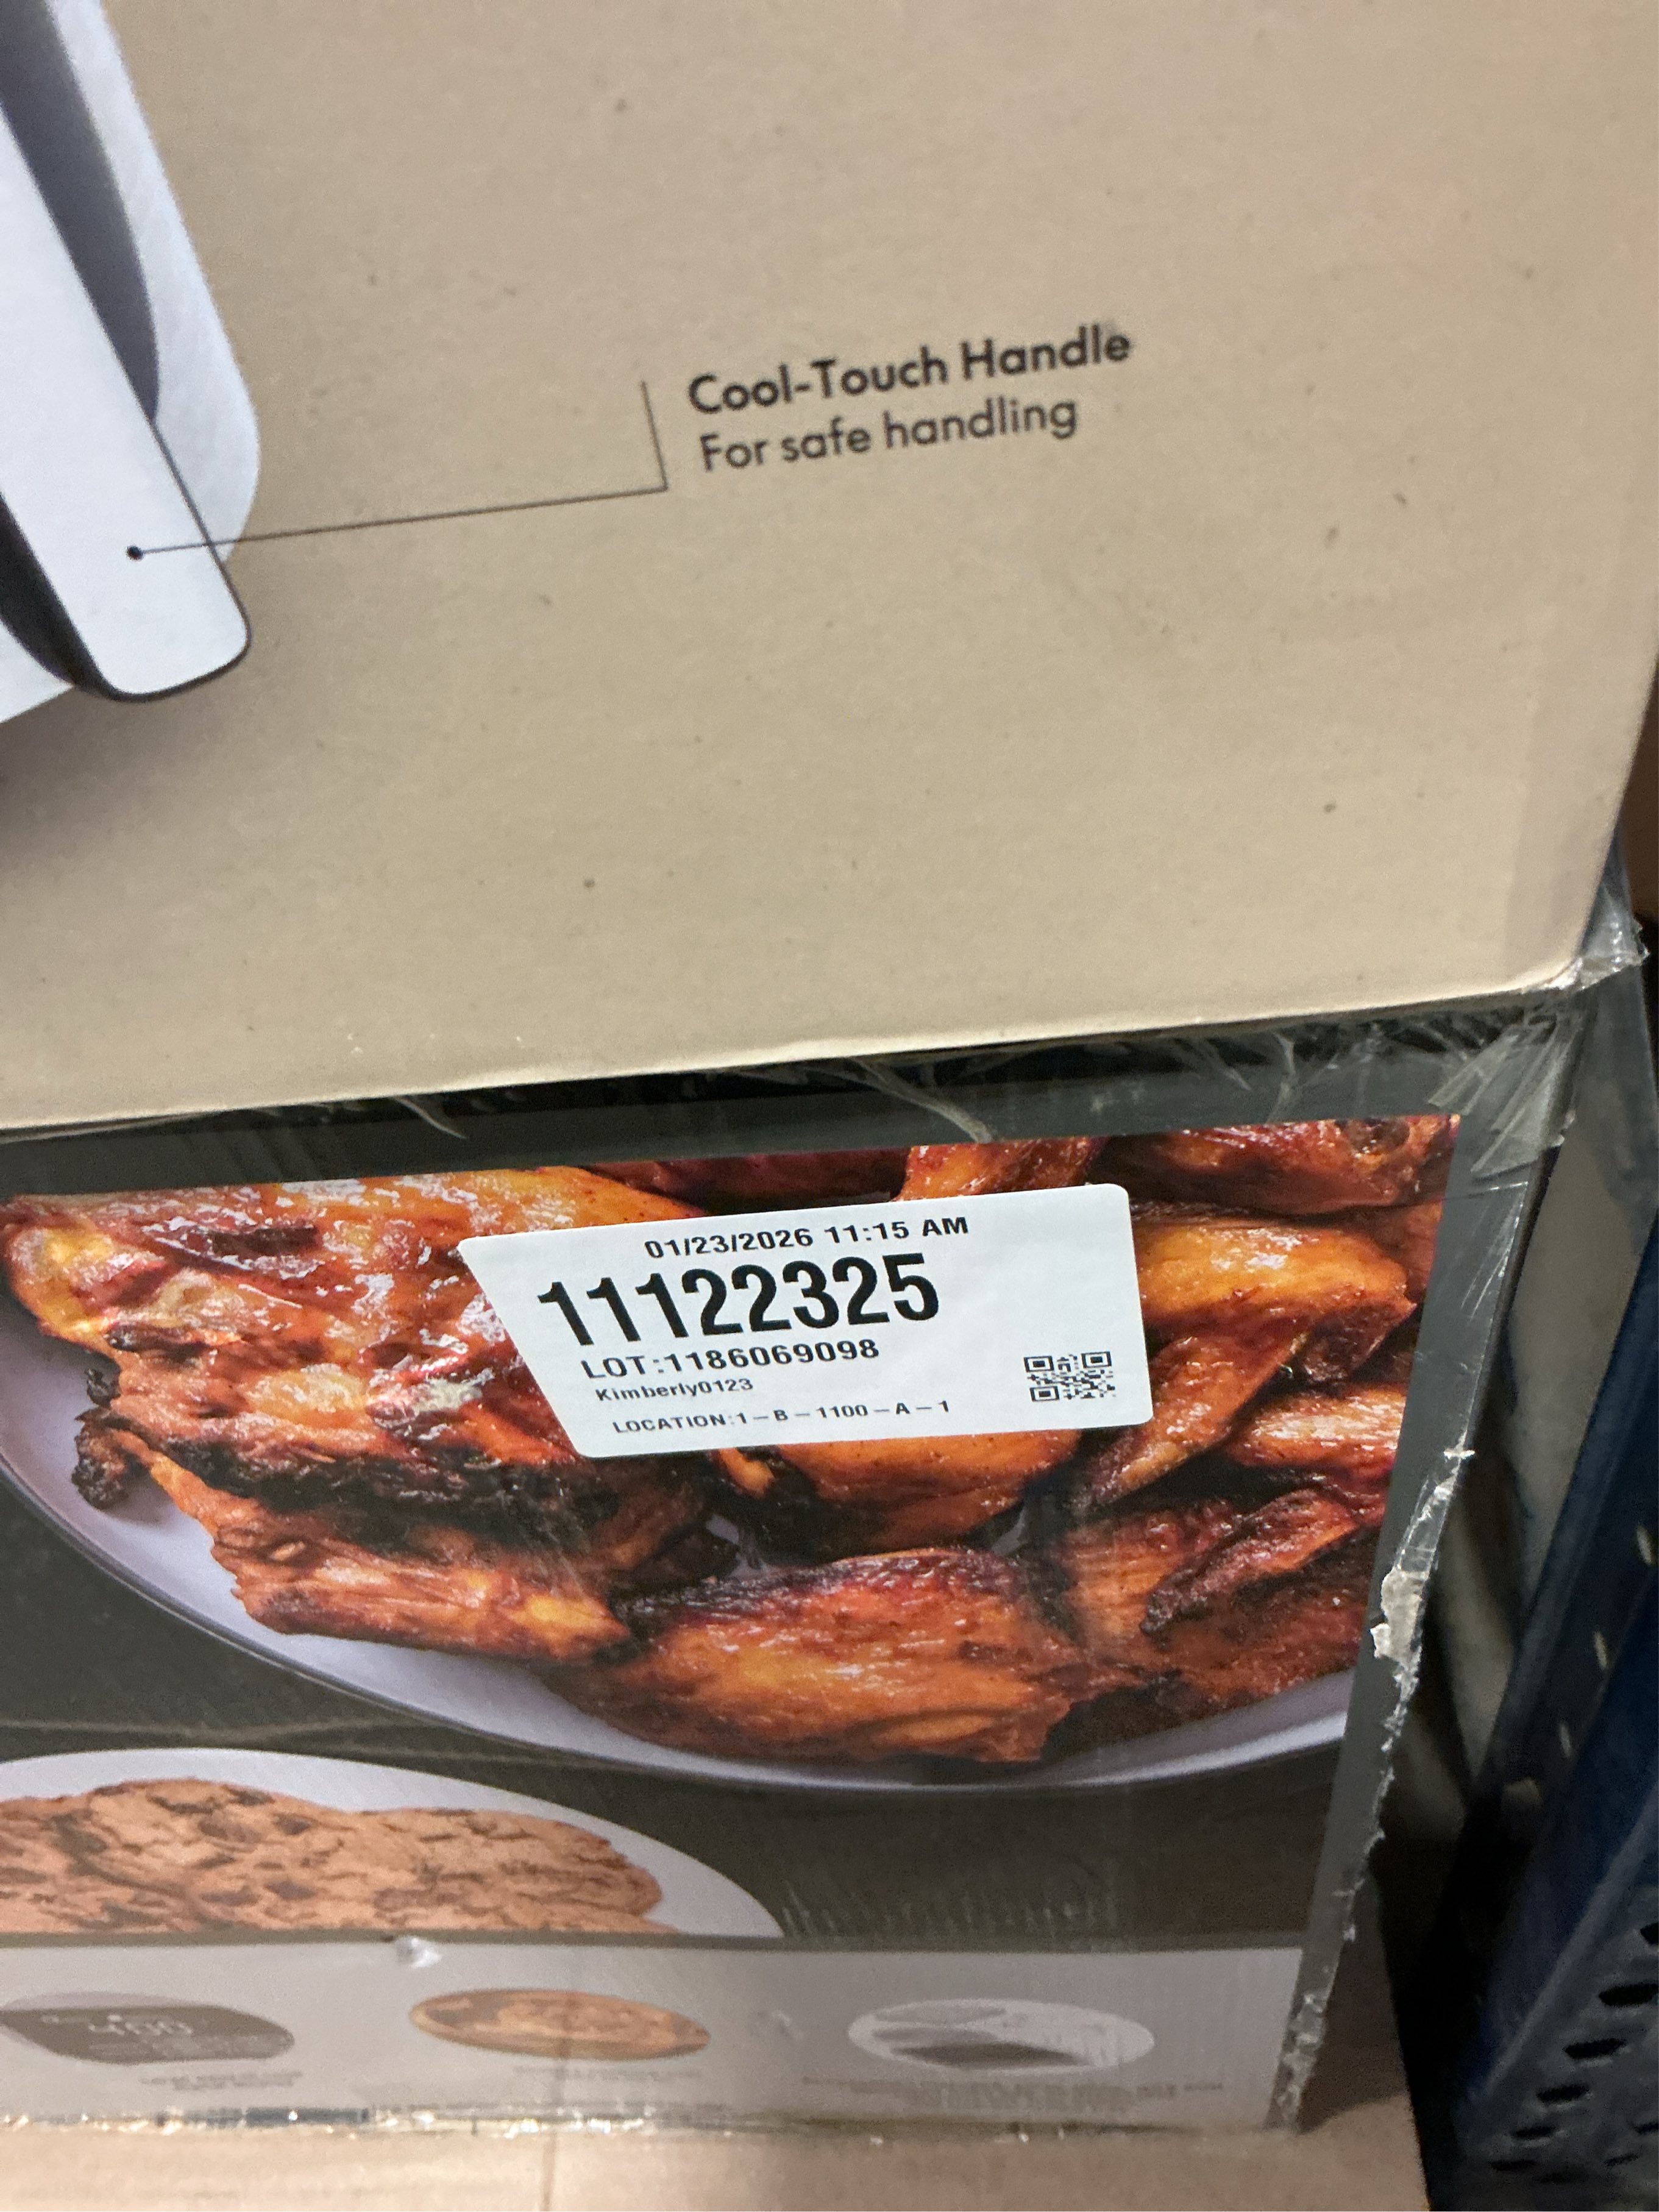 Cool-Touch Handle
For safe handling
01/23/2026 11:15 AM
11122325
LOT:1186069098
Kimberly0123
LOCATION:1-B-1100-A-1
400